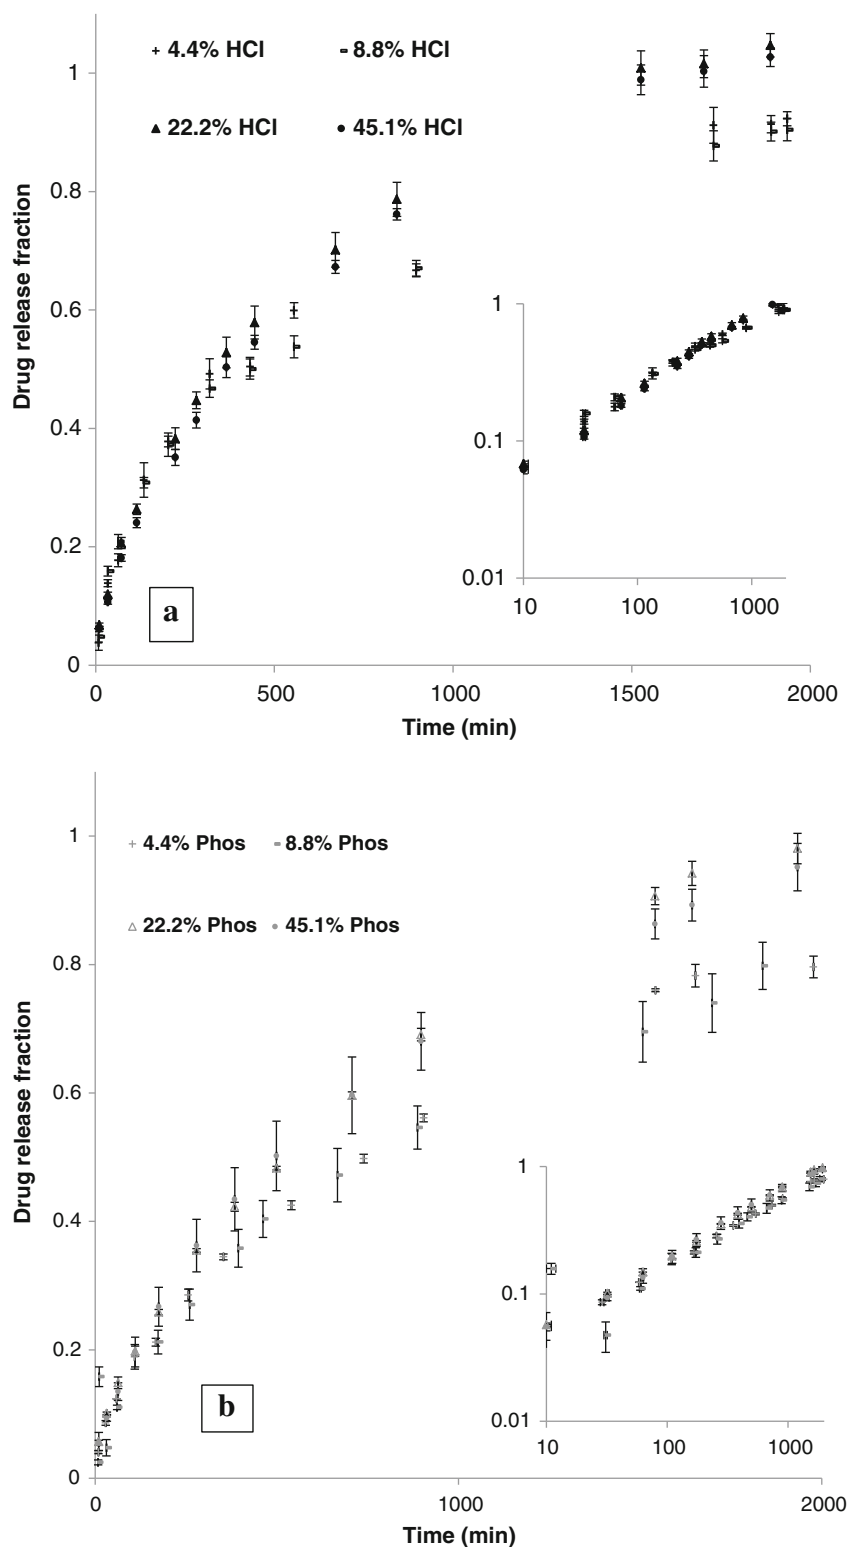 4.4% HCl 8.8% HCl
22.2% HCl 45.1% HCl
1
0.8
0.6
0.4
0.2
0
Drug release fraction
1
0.1
0.01
10 100 1000
a
0 500 1000 1500 2000
Time (min)
4.4% Phos 8.8% Phos
22.2% Phos 45.1% Phos
1
0.8
0.6
0.4
0.2
0
Drug release fraction
1
0.1
0.01
10 100 1000
b
0 1000 2000
Time (min)